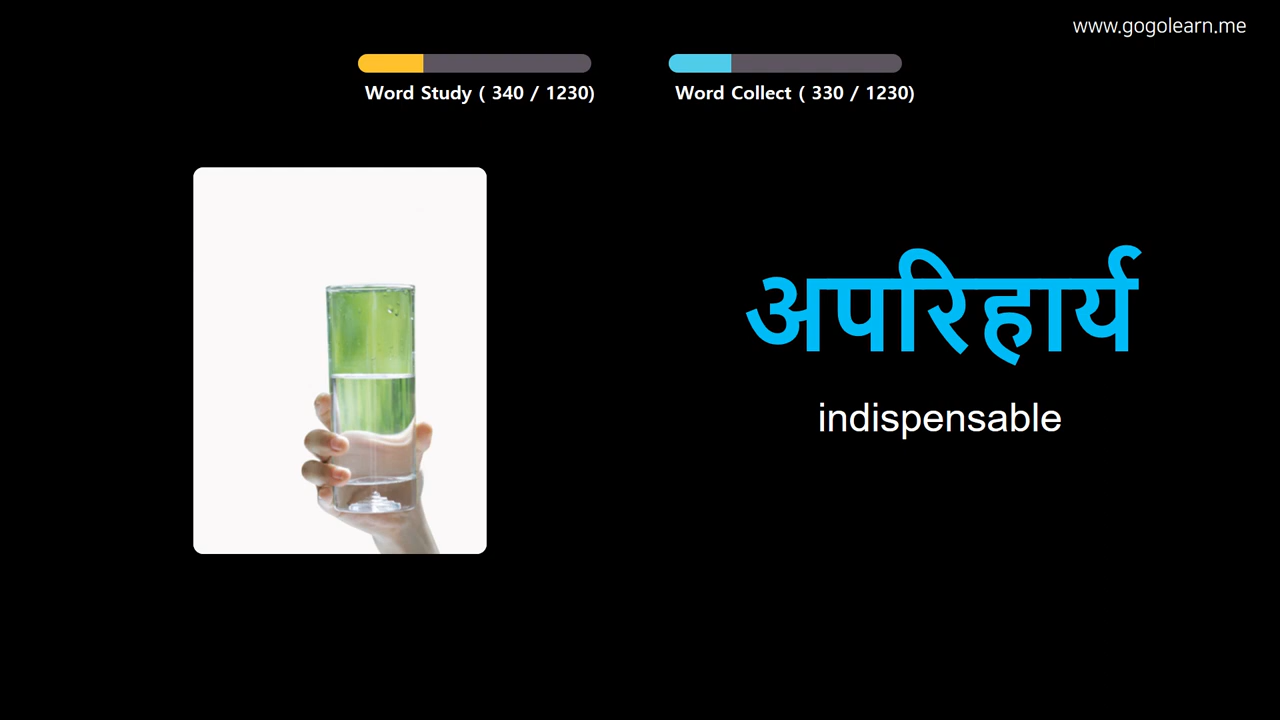 www.gogolearn.me
Word Study ( 340 / 1230)
Word Collect ( 330 / 1230)
अपरिहार्य
indispensable